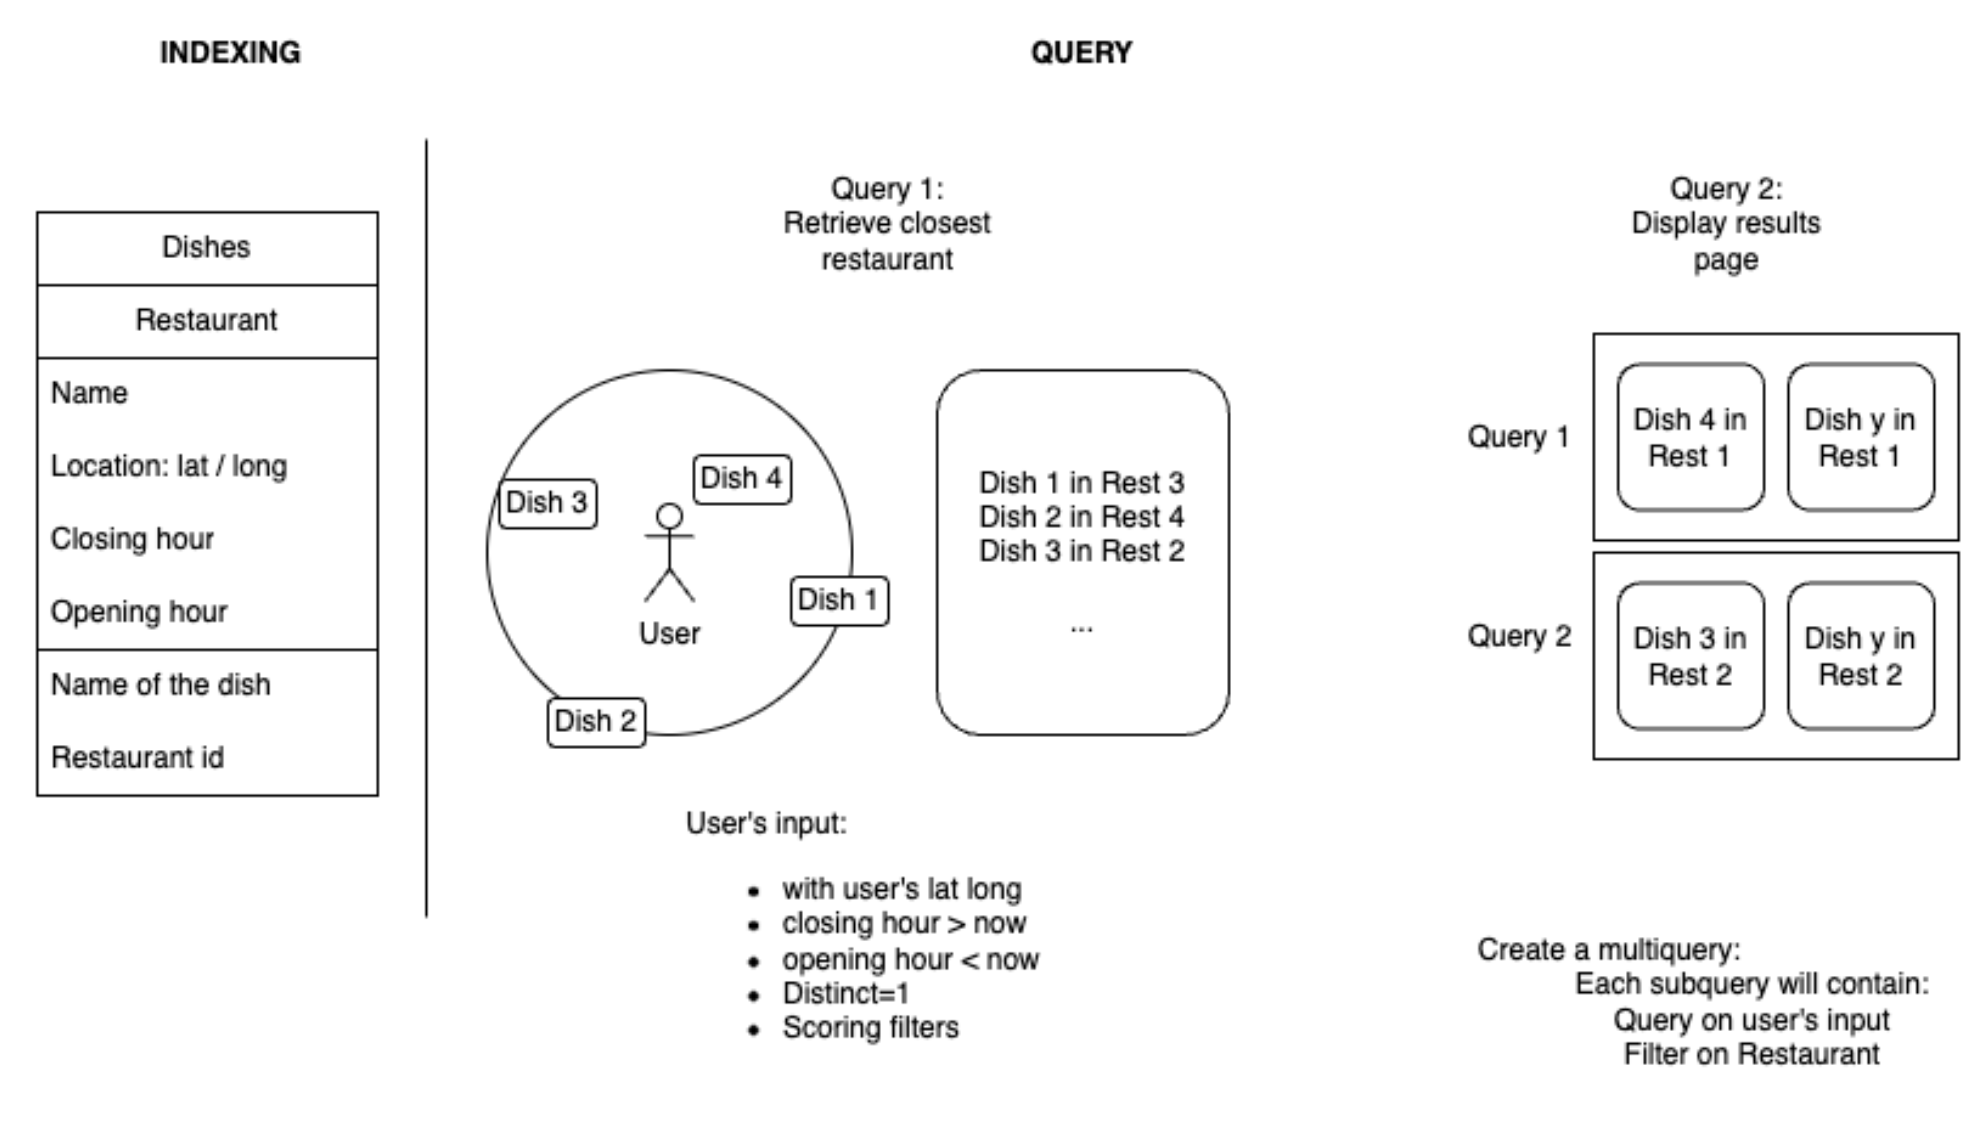 INDEXING
QUERY
Dishes
Restaurant
Name
Location: lat / long
Closing hour
Opening hour
Name of the dish
Restaurant id
Query 1:
Retrieve closest
restaurant
Dish 3
Dish 4
Dish 1
Dish 2
User
Dish 1 in Rest 3
Dish 2 in Rest 4
Dish 3 in Rest 2
...
User's input:
• with user's lat long
• closing hour > now
• opening hour < now
• Distinct=1
• Scoring filters
Query 2:
Display results
page
Query 1
Dish 4 in
Rest 1
Dish y in
Rest 1
Query 2
Dish 3 in
Rest 2
Dish y in
Rest 2
Create a multiquery:
Each subquery will contain:
Query on user's input
Filter on Restaurant